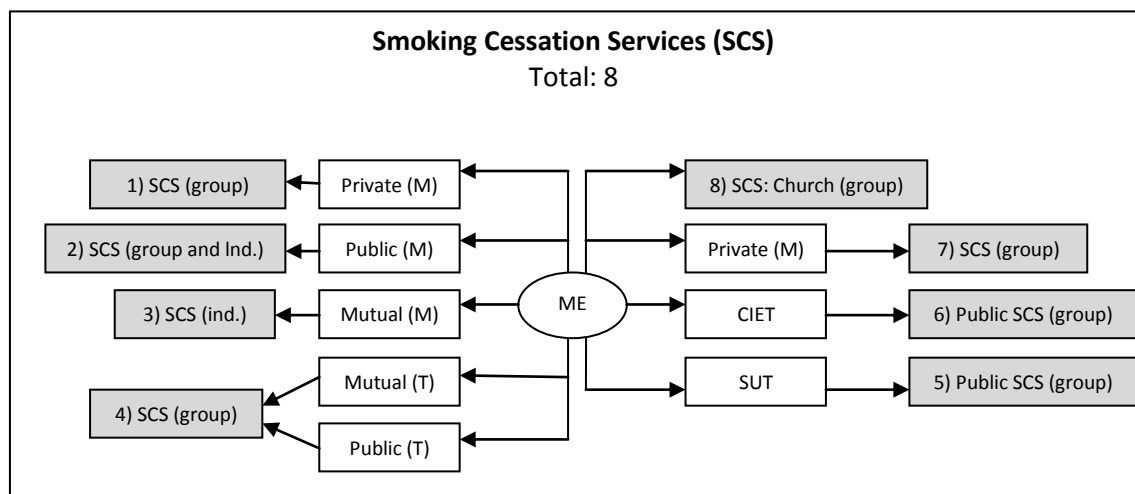 Smoking Cessation Services (SCS)
Total: 8
1) SCS (group)
Private (M)
8) SCS: Church (group)
2) SCS (group and Ind.)
Public (M)
Private (M)
7) SCS (group)
3) SCS (ind.)
Mutual (M)
ME
CIET
6) Public SCS (group)
Mutual (T)
SUT
5) Public SCS (group)
4) SCS (group)
Public (T)